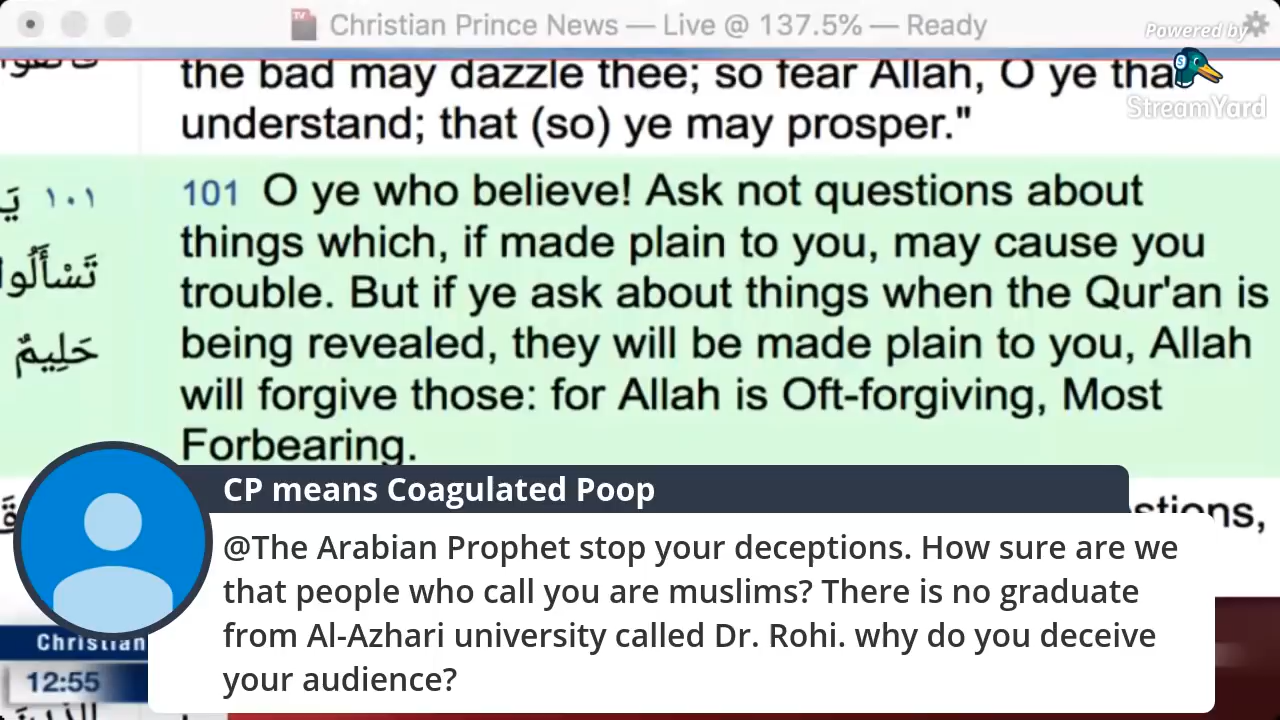 Christian Prince News — Live @ 137.5% — Ready
Powered by
StreamYard
the bad may dazzle thee; so fear Allah, O ye tha
understand; that (so) ye may prosper."
١٠١
101 O ye who believe! Ask not questions about
things which, if made plain to you, may cause you
تَسْأَلُوا
trouble. But if ye ask about things when the Qur'an is
being revealed, they will be made plain to you, Allah
حَلِيمٌ
will forgive those: for Allah is Oft-forgiving, Most
Forbearing.
CP means Coagulated Poop
stions,
@The Arabian Prophet stop your deceptions. How sure are we
that people who call you are muslims? There is no graduate
from Al-Azhari university called Dr. Rohi. why do you deceive
your audience?
Christian
12:55